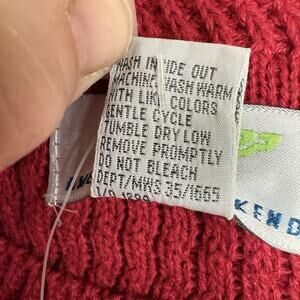 WASH INSIDE OUT
MACHINE WASH WARM
WITH LIKE COLORS
GENTLE CYCLE
TUMBLE DRY LOW
REMOVE PROMPTLY
DO NOT BLEACH
DEPT/MKS 35/1665
KEND